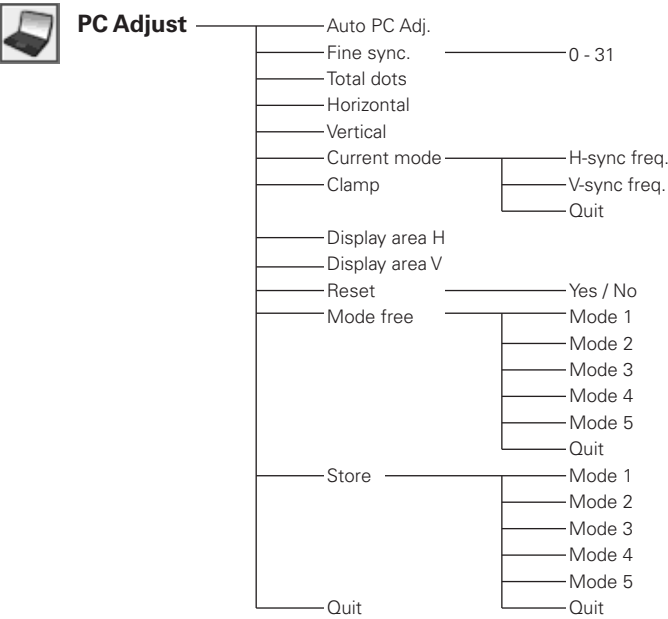 PC Adjust
Auto PC Adj.
Fine sync. 0 - 31
Total dots
Horizontal
Vertical
Current mode H-sync freq.
Clamp V-sync freq.
Quit
Display area H
Display area V
Reset Yes / No
Mode free Mode 1
Mode 2
Mode 3
Mode 4
Mode 5
Quit
Store Mode 1
Mode 2
Mode 3
Mode 4
Mode 5
Quit Quit